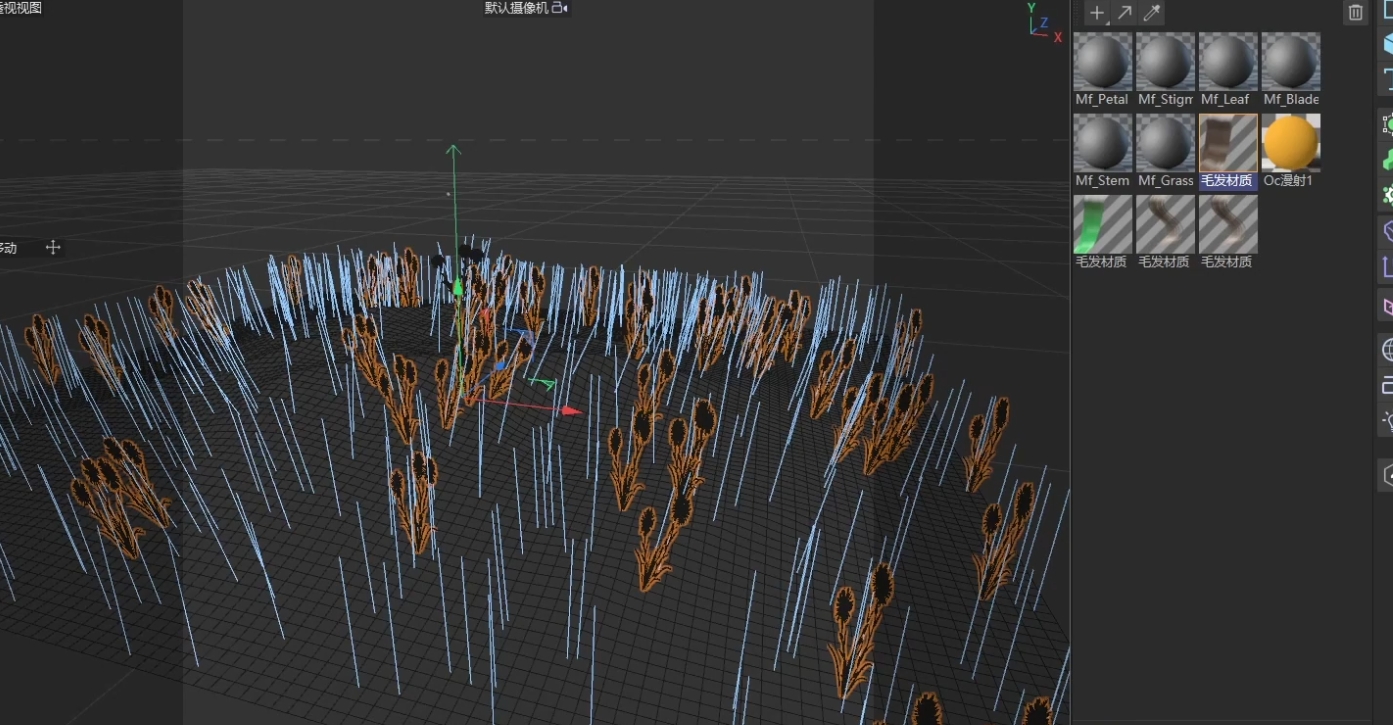 透视视图
默认摄像机
Y
Z
X
移动
Mf_Petal
Mf_Stigm
Mf_Leaf
Mf_Blade
Mf_Stem
Mf_Grass
毛发材质
Oc漫射1
毛发材质
毛发材质
毛发材质